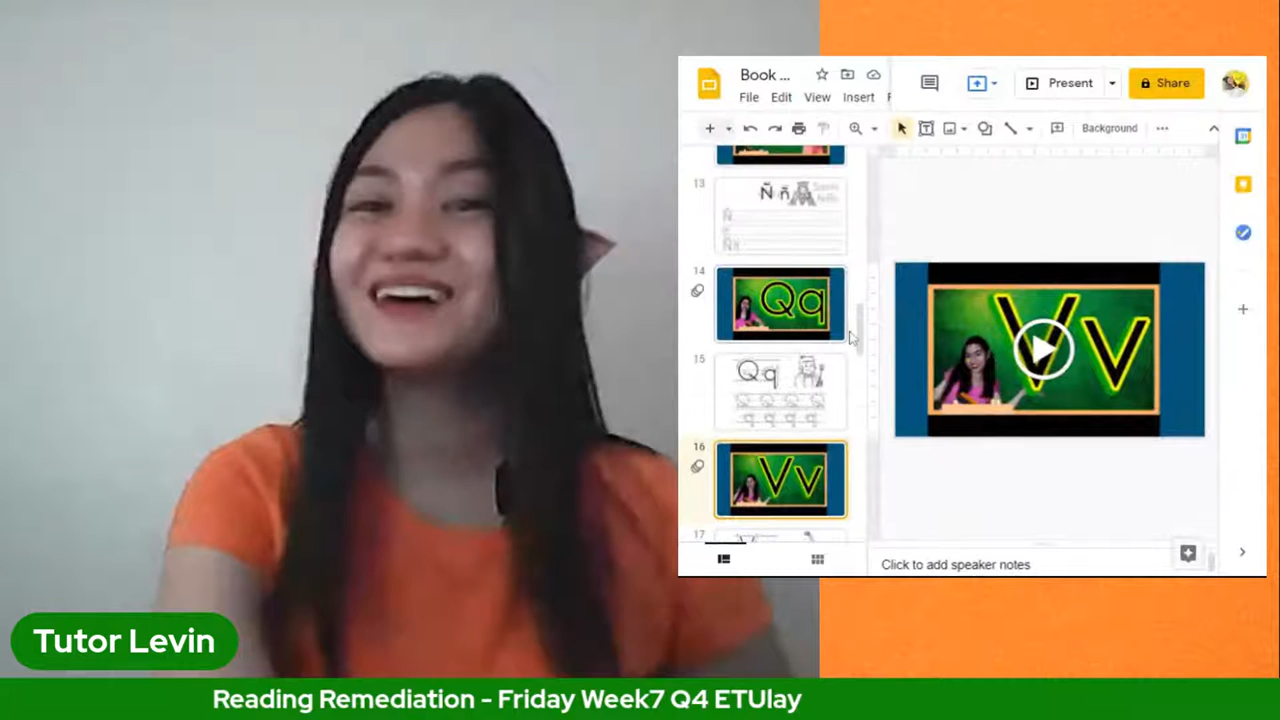 Book ...
File Edit View Insert
Present
Share
Background
...
13
Ñ ñ
14
Qq
15
Qq
16
Vv
17
Vv
Click to add speaker notes
Tutor Levin
Reading Remediation - Friday Week7 Q4 ETUlay